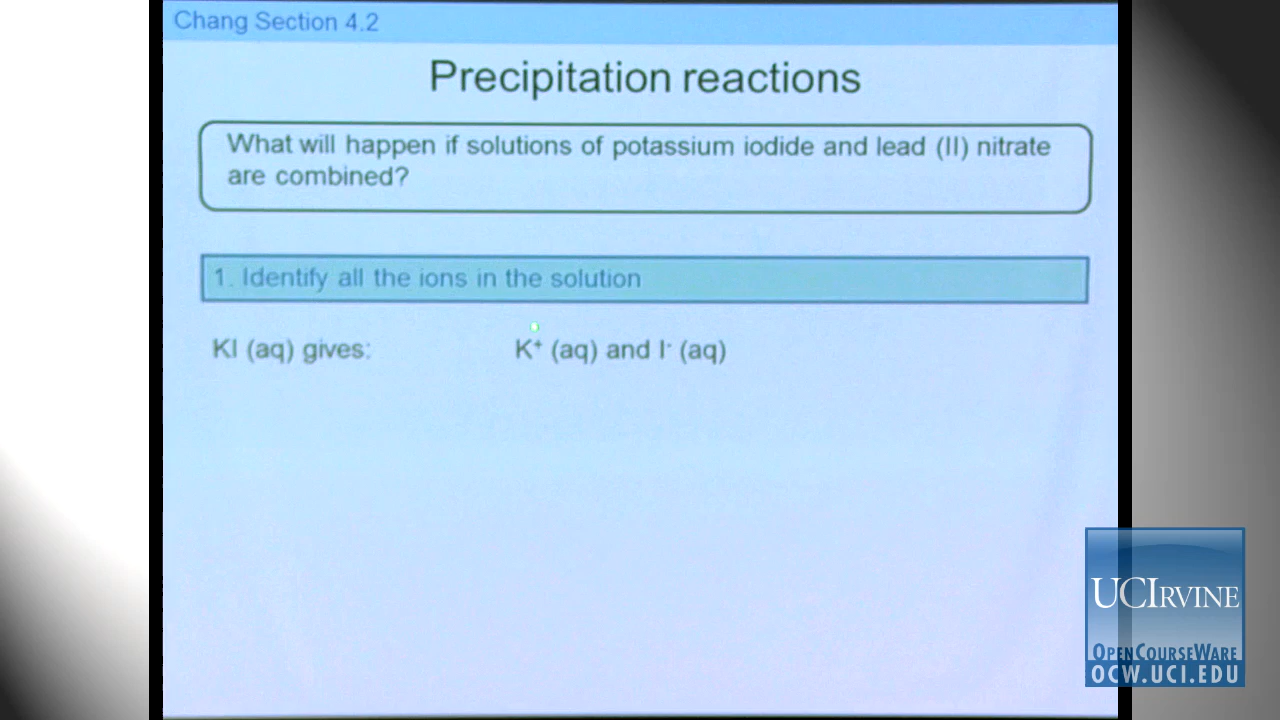 Chang Section 4.2
Precipitation reactions
What will happen if solutions of potassium iodide and lead (II) nitrate
are combined?
1. Identify all the ions in the solution
KI (aq) gives: K⁺ (aq) and I⁻ (aq)
UCIRVINE
OPENCOURSEWARE
OCW.UCI.EDU